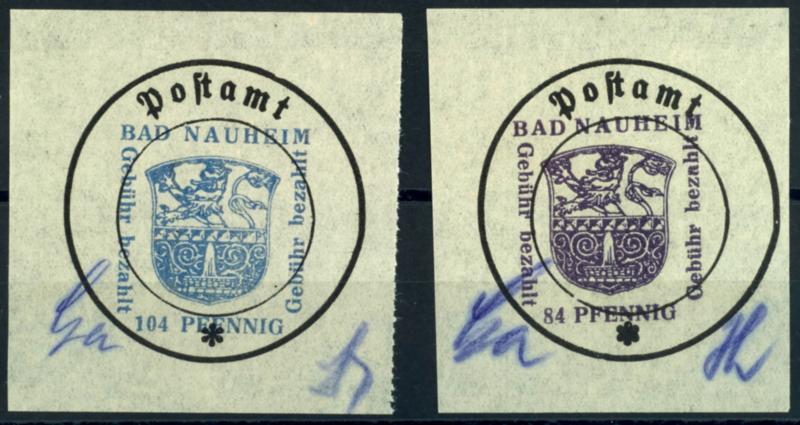 Postamt
BAD NAUHEIM
Gebühr bezahlt
Gebühr bezahlt
104 PFENNIG
Postamt
BAD NAUHEIM
Gebühr bezahlt
Gebühr bezahlt
84 PFENNIG